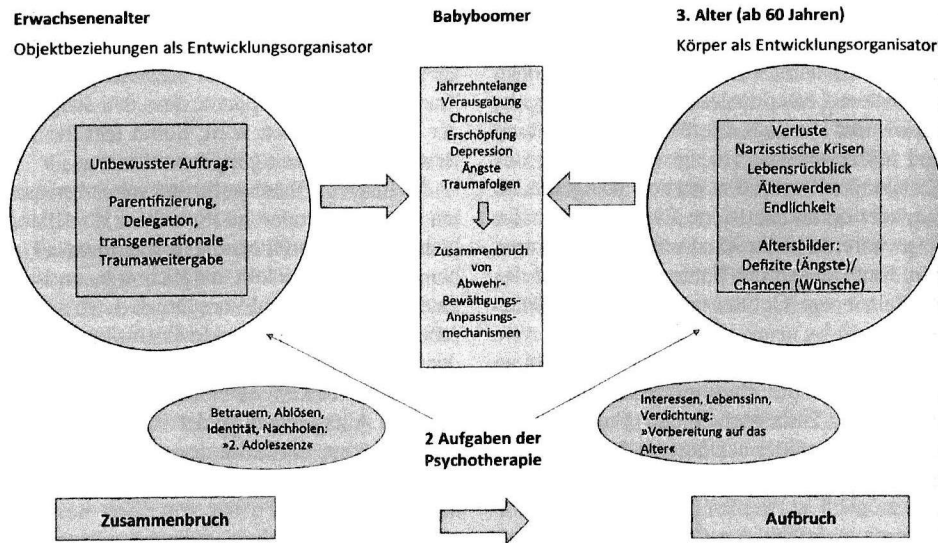 Erwachsenenalter
Objektbeziehungen als Entwicklungsorganisator
Unbewusster Auftrag:
Parentifizierung,
Delegation,
transgenerationale
Traumaweitergabe
Babyboomer
Jahrzehntelange
Verausgabung
Chronische
Erschöpfung
Depression
Ängste
Traumafolgen
Zusammenbruch
von
Abwehr-
Bewältigungs-
Anpassungs-
mechanismen
3. Alter (ab 60 Jahren)
Körper als Entwicklungsorganisator
Verluste
Narzisstische Krisen
Lebensrückblick
Älterwerden
Endlichkeit
Altersbilder:
Defizite (Ängste)/
Chancen (Wünsche)
Betrauern, Ablösen,
Identität, Nachholen:
»2. Adoleszenz«
2 Aufgaben der
Psychotherapie
Interessen, Lebenssinn,
Verdichtung:
»Vorbereitung auf das
Alter«
Zusammenbruch
Aufbruch